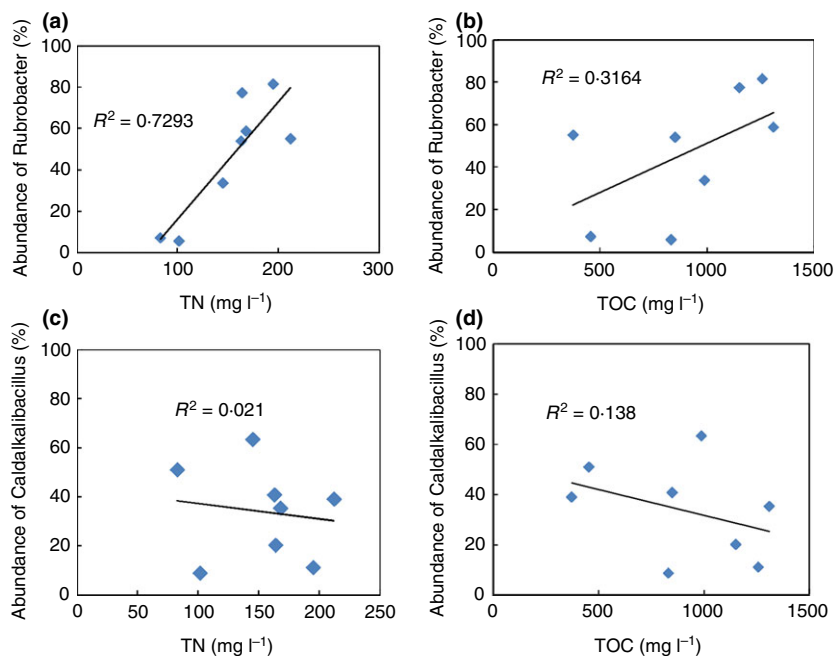 (a)
Abundance of Rubrobacter (%)
100
80
60
40
20
0
R² = 0·7293
0
100
200
300
TN (mg l⁻¹)
(b)
Abundance of Rubrobacter (%)
100
80
60
40
20
0
R² = 0·3164
500
1000
1500
TOC (mg l⁻¹)
(c)
Abundance of Caldalkalibacillus (%)
100
80
60
40
20
0
R² = 0·021
0
50
100
150
200
250
TN (mg l⁻¹)
(d)
Abundance of Caldalkalibacillus (%)
100
80
60
40
20
0
R² = 0·138
0
500
1000
1500
TOC (mg l⁻¹)